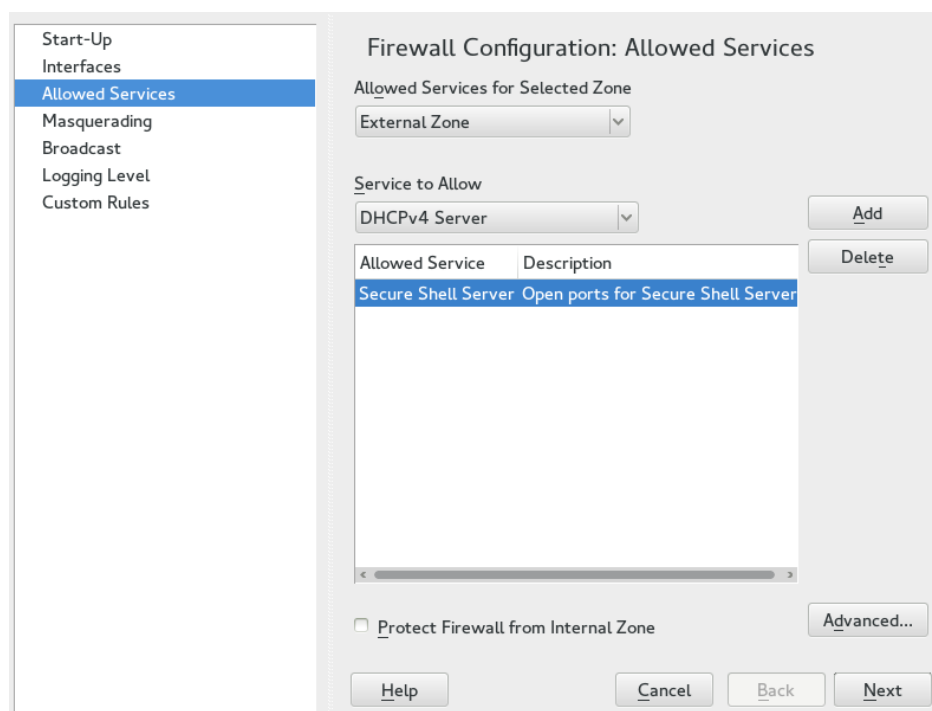 Start-Up
Interfaces
Allowed Services
Masquerading
Broadcast
Logging Level
Custom Rules
Firewall Configuration: Allowed Services
Allowed Services for Selected Zone
External Zone
Service to Allow
DHCPv4 Server
Add
Delete
Allowed Service Description
Secure Shell Server Open ports for Secure Shell Server
Protect Firewall from Internal Zone
Advanced...
Help Cancel Back Next